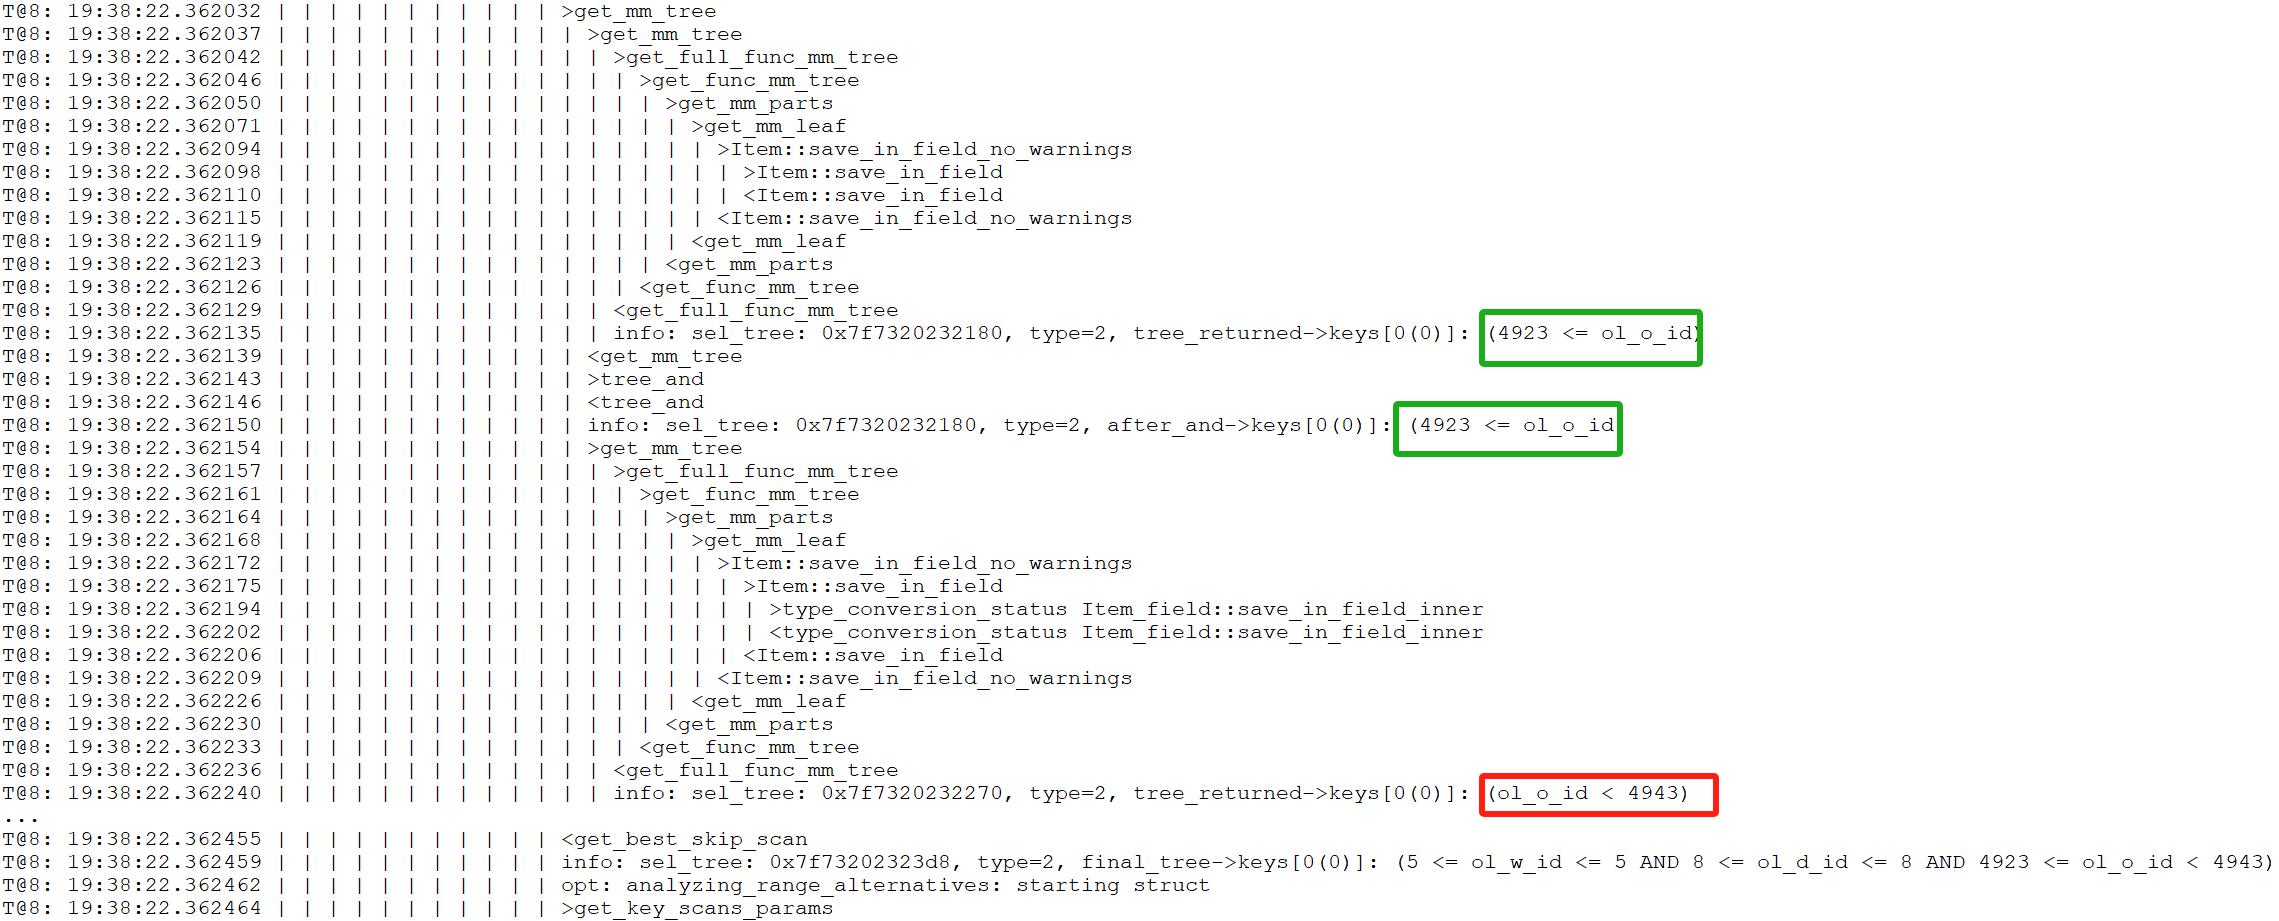 T@8: 19:38:22.362032 | | | | | | | | | | | >get_mm_tree
T@8: 19:38:22.362037 | | | | | | | | | | | | >get_mm_tree
T@8: 19:38:22.362042 | | | | | | | | | | | | | >get_full_func_mm_tree
T@8: 19:38:22.362046 | | | | | | | | | | | | | | >get_func_mm_tree
T@8: 19:38:22.362050 | | | | | | | | | | | | | | | >get_mm_parts
T@8: 19:38:22.362071 | | | | | | | | | | | | | | | | >get_mm_leaf
T@8: 19:38:22.362094 | | | | | | | | | | | | | | | | | >Item::save_in_field_no_warnings
T@8: 19:38:22.362098 | | | | | | | | | | | | | | | | | | >Item::save_in_field
T@8: 19:38:22.362110 | | | | | | | | | | | | | | | | | | <Item::save_in_field
T@8: 19:38:22.362115 | | | | | | | | | | | | | | | | | <Item::save_in_field_no_warnings
T@8: 19:38:22.362119 | | | | | | | | | | | | | | | | <get_mm_leaf
T@8: 19:38:22.362123 | | | | | | | | | | | | | | | <get_mm_parts
T@8: 19:38:22.362126 | | | | | | | | | | | | | | <get_func_mm_tree
T@8: 19:38:22.362129 | | | | | | | | | | | | | <get_full_func_mm_tree
T@8: 19:38:22.362135 | | | | | | | | | | | | | info: sel_tree: 0x7f7320232180, type=2, tree_returned->keys[0(0)]: (4923 <= ol_o_id)
T@8: 19:38:22.362139 | | | | | | | | | | | | <get_mm_tree
T@8: 19:38:22.362143 | | | | | | | | | | | | >tree_and
T@8: 19:38:22.362146 | | | | | | | | | | | | <tree_and
T@8: 19:38:22.362150 | | | | | | | | | | | | info: sel_tree: 0x7f7320232180, type=2, after_and->keys[0(0)]: (4923 <= ol_o_id
T@8: 19:38:22.362154 | | | | | | | | | | | | >get_mm_tree
T@8: 19:38:22.362157 | | | | | | | | | | | | | >get_full_func_mm_tree
T@8: 19:38:22.362161 | | | | | | | | | | | | | | >get_func_mm_tree
T@8: 19:38:22.362164 | | | | | | | | | | | | | | | >get_mm_parts
T@8: 19:38:22.362168 | | | | | | | | | | | | | | | | >get_mm_leaf
T@8: 19:38:22.362172 | | | | | | | | | | | | | | | | | >Item::save_in_field_no_warnings
T@8: 19:38:22.362175 | | | | | | | | | | | | | | | | | | >Item::save_in_field
T@8: 19:38:22.362194 | | | | | | | | | | | | | | | | | | | >type_conversion_status Item_field::save_in_field_inner
T@8: 19:38:22.362202 | | | | | | | | | | | | | | | | | | | <type_conversion_status Item_field::save_in_field_inner
T@8: 19:38:22.362206 | | | | | | | | | | | | | | | | | | <Item::save_in_field
T@8: 19:38:22.362209 | | | | | | | | | | | | | | | | | <Item::save_in_field_no_warnings
T@8: 19:38:22.362226 | | | | | | | | | | | | | | | | <get_mm_leaf
T@8: 19:38:22.362230 | | | | | | | | | | | | | | | <get_mm_parts
T@8: 19:38:22.362233 | | | | | | | | | | | | | | <get_func_mm_tree
T@8: 19:38:22.362236 | | | | | | | | | | | | | <get_full_func_mm_tree
T@8: 19:38:22.362240 | | | | | | | | | | | | | info: sel_tree: 0x7f7320232270, type=2, tree_returned->keys[0(0)]: (ol_o_id < 4943)
...
T@8: 19:38:22.362455 | | | | | | | | | | | <get_best_skip_scan
T@8: 19:38:22.362459 | | | | | | | | | | | info: sel_tree: 0x7f73202323d8, type=2, final_tree->keys[0(0)]: (5 <= ol_w_id <= 5 AND 8 <= ol_d_id <= 8 AND 4923 <= ol_o_id < 4943)
T@8: 19:38:22.362462 | | | | | | | | | | | opt: analyzing_range_alternatives: starting struct
T@8: 19:38:22.362464 | | | | | | | | | | | >get_key_scans_params